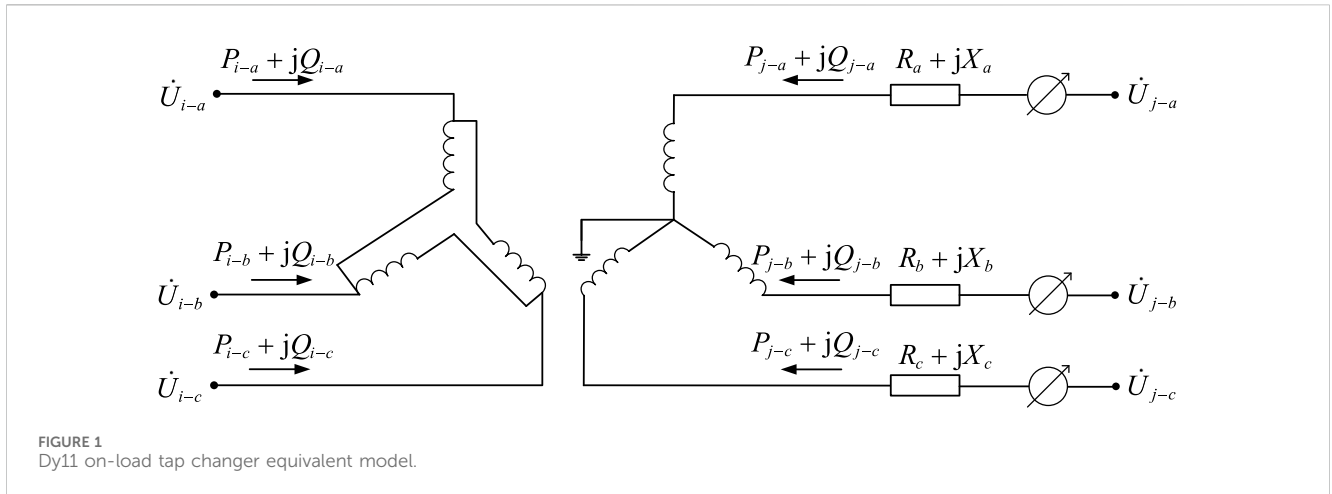 P_{i-a} + jQ_{i-a}
P_{j-a} + jQ_{j-a} R_a + jX_a
U̇_{i-a}
U̇_{j-a}
P_{i-b} + jQ_{i-b}
P_{j-b} + jQ_{j-b} R_b + jX_b
U̇_{i-b}
U̇_{j-b}
P_{i-c} + jQ_{i-c}
P_{j-c} + jQ_{j-c} R_c + jX_c
U̇_{i-c}
U̇_{j-c}
FIGURE 1
Dy11 on-load tap changer equivalent model.